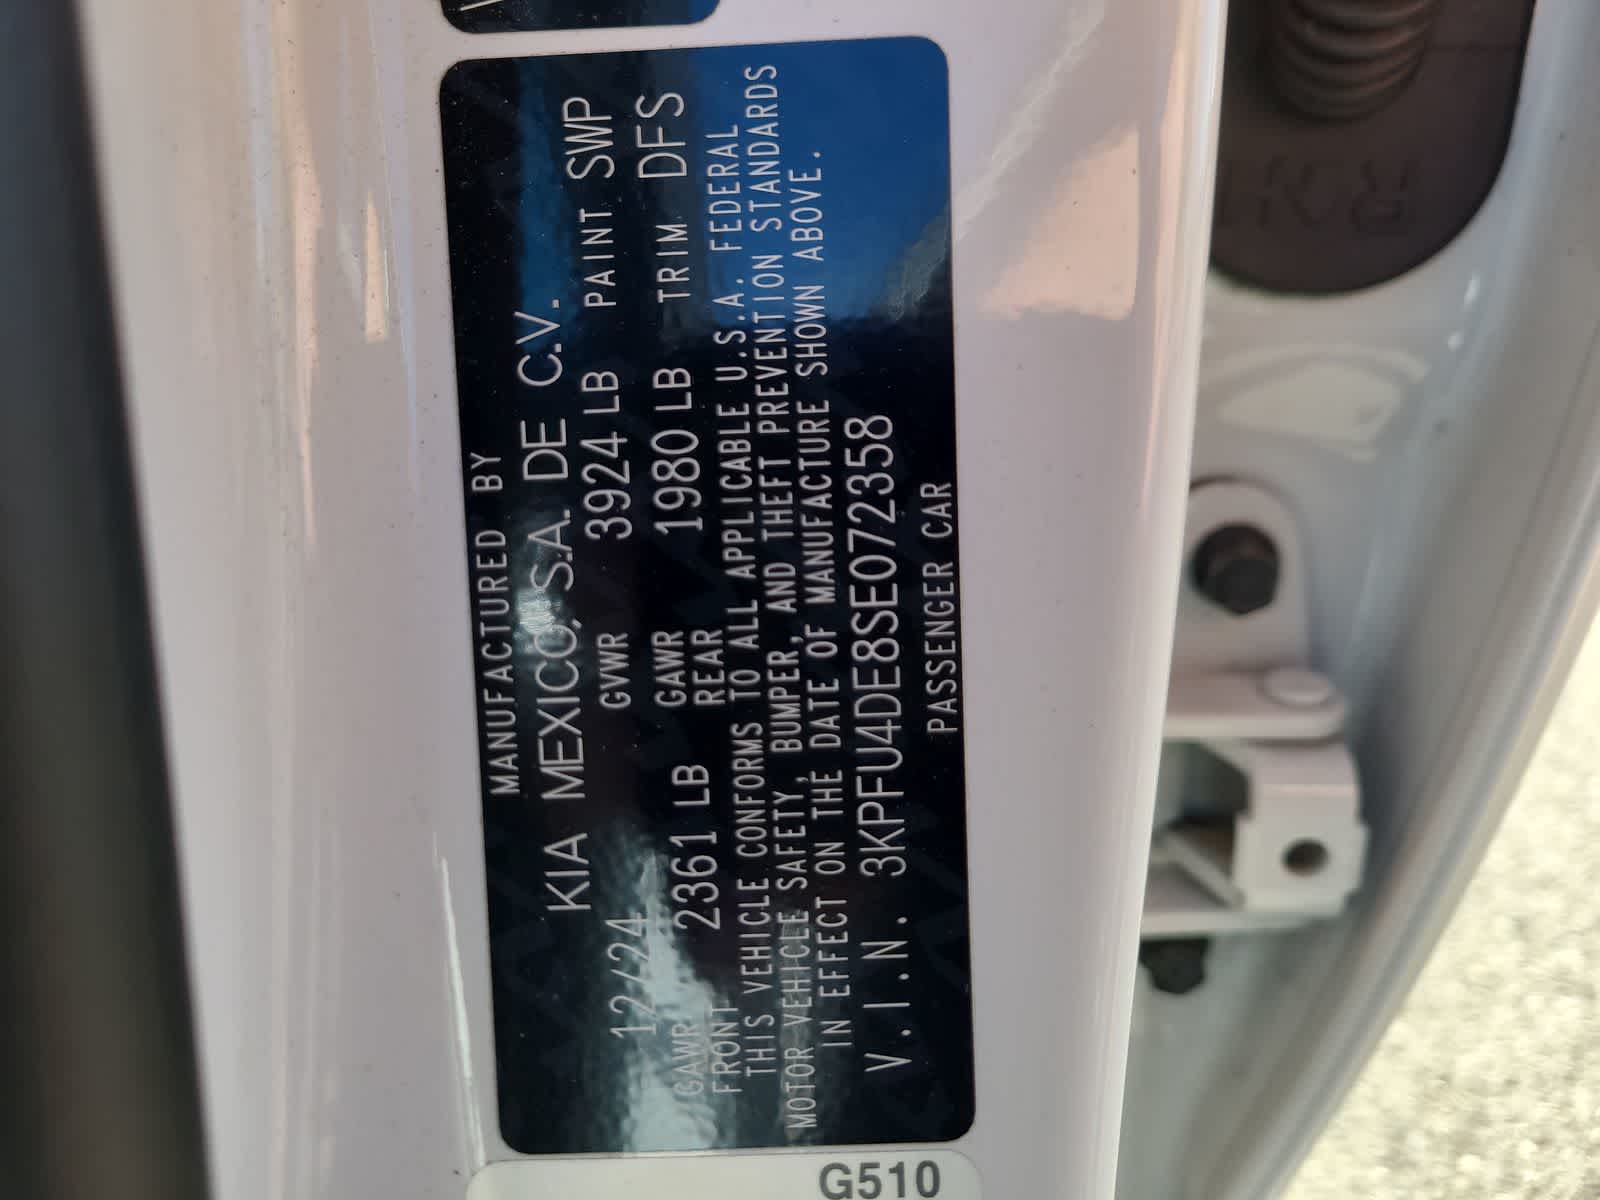 MANUFACTURED BY
KIA MEXICO, S.A. DE C.V.
12/24 GVWR 3924 LB PAINT SWP
GAWR FRONT 2361 LB GAWR REAR 1980 LB TRIM DFS
THIS VEHICLE CONFORMS TO ALL APPLICABLE U.S.A. FEDERAL
MOTOR VEHICLE SAFETY, BUMPER, AND THEFT PREVENTION STANDARDS
IN EFFECT ON THE DATE OF MANUFACTURE SHOWN ABOVE.
V.I.N. 3KPFU4DE8SE072358
PASSENGER CAR
G510